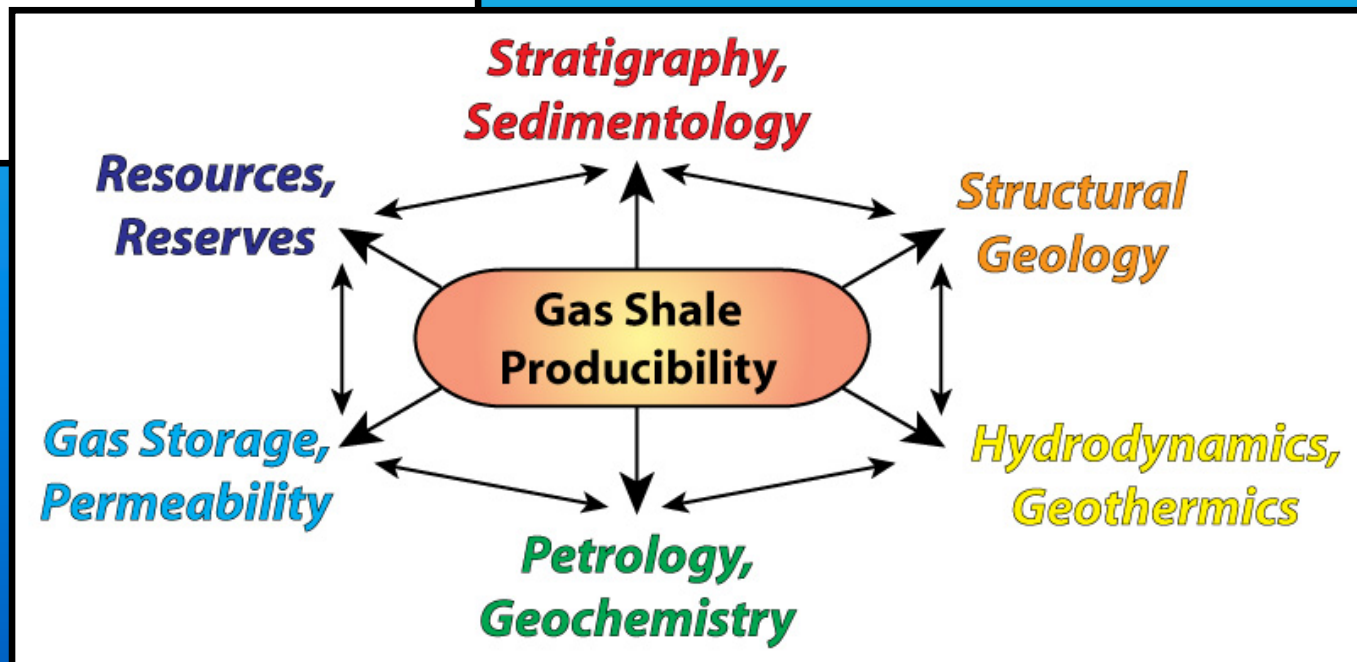 Stratigraphy,
Sedimentology
Resources,
Reserves
Structural
Geology
Gas Shale
Producibility
Gas Storage,
Permeability
Hydrodynamics,
Geothermics
Petrology,
Geochemistry